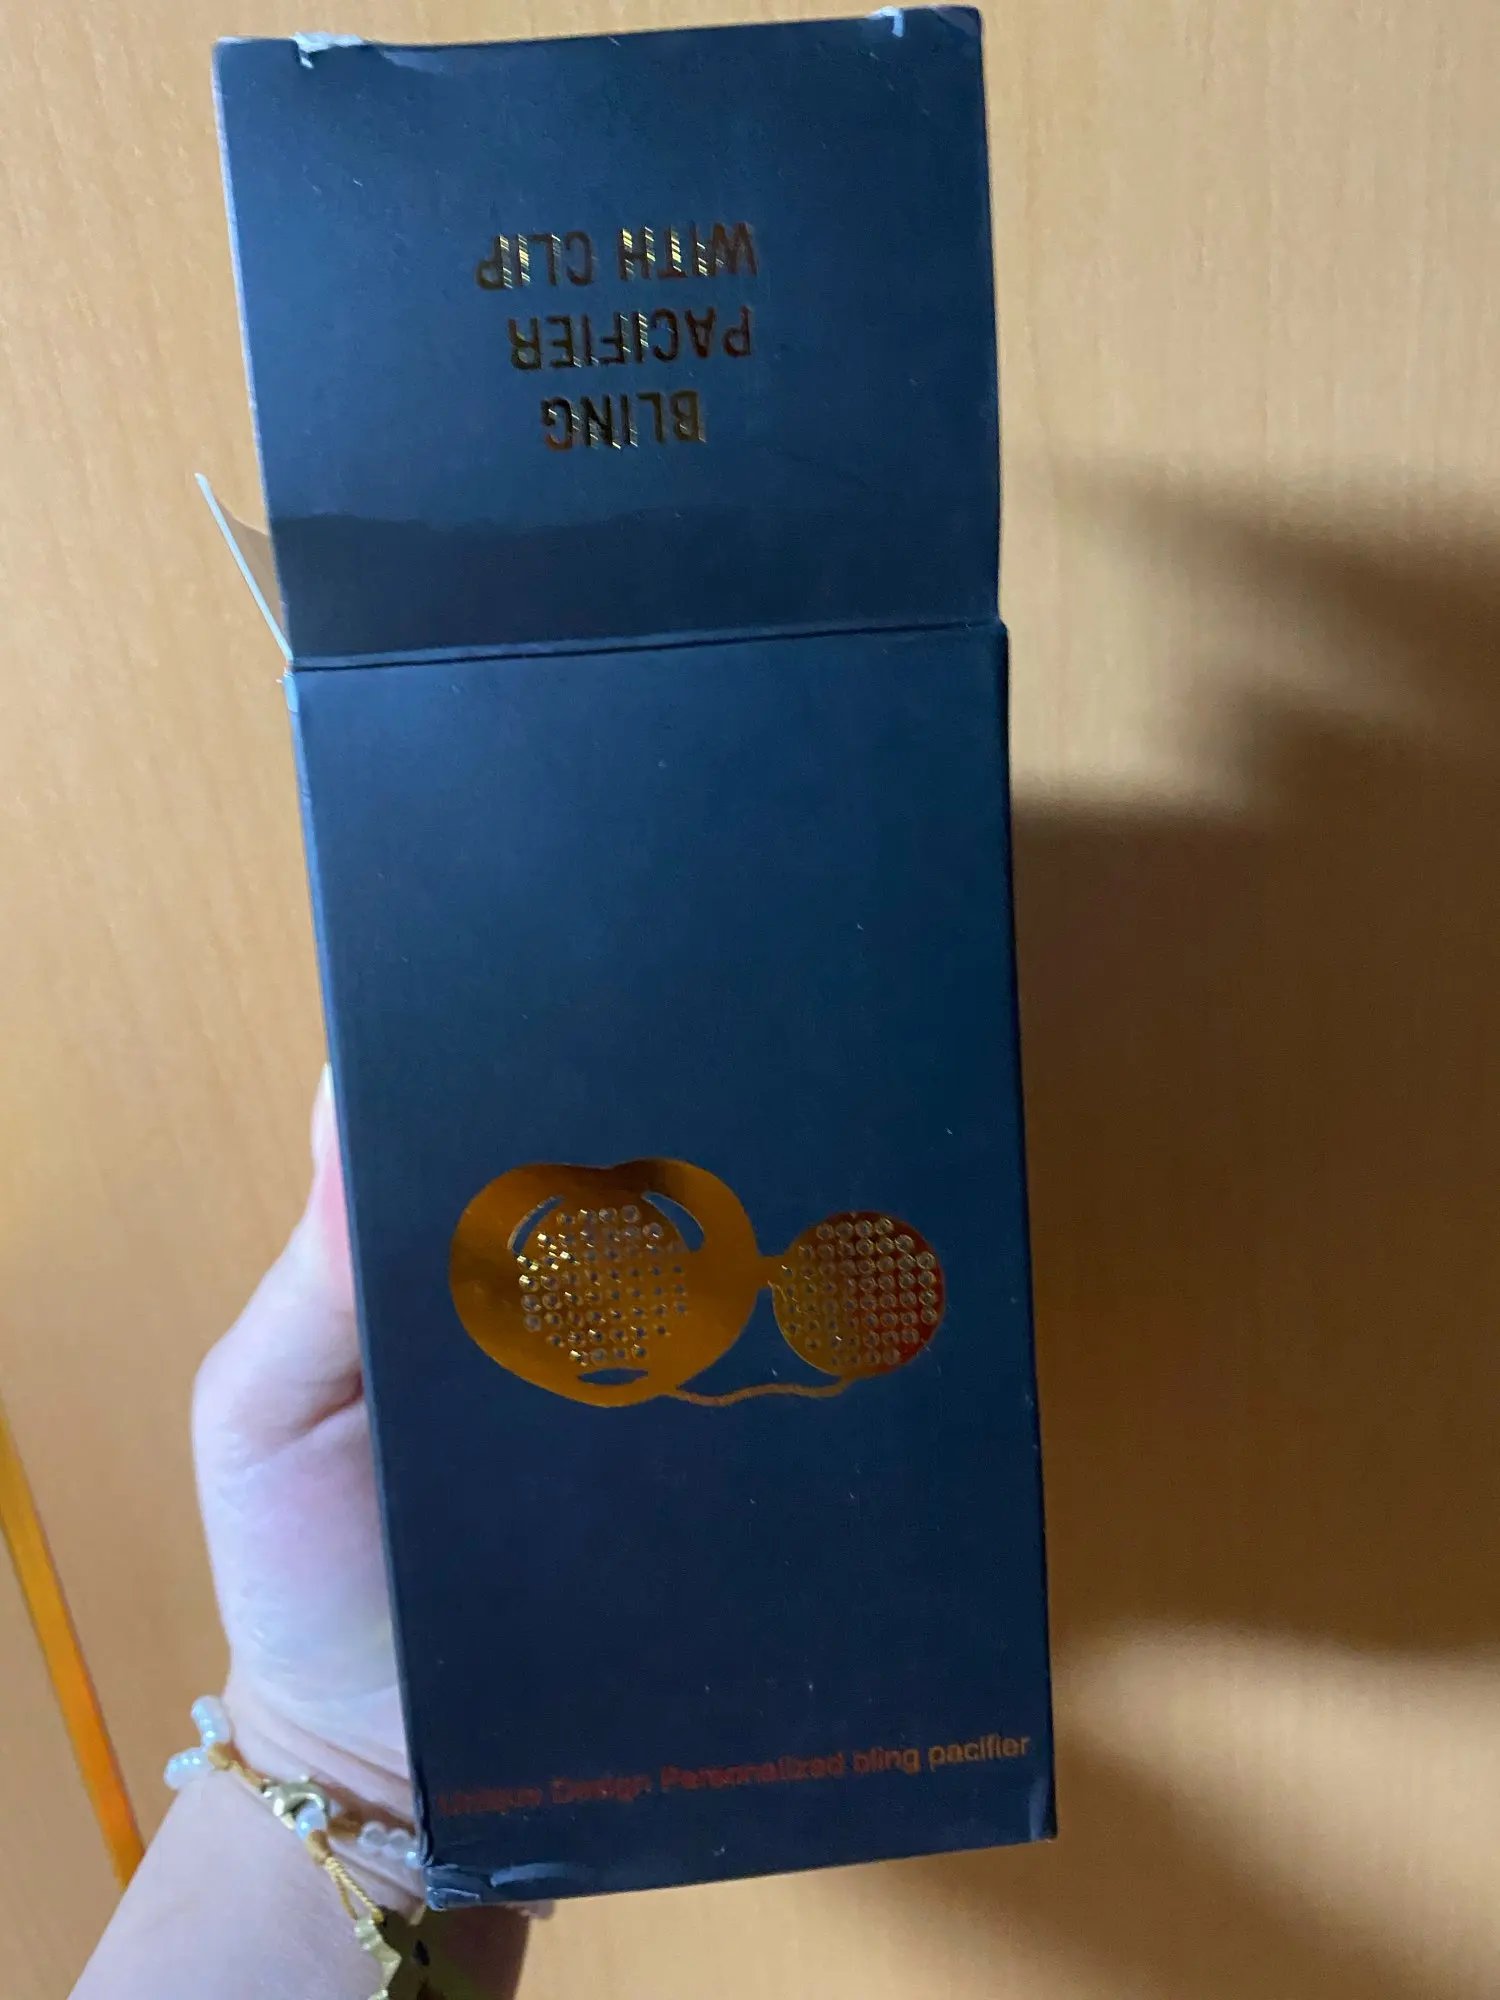 BLING
PACIFIER
WITH CLIP
Unique Design Personalized bling pacifier